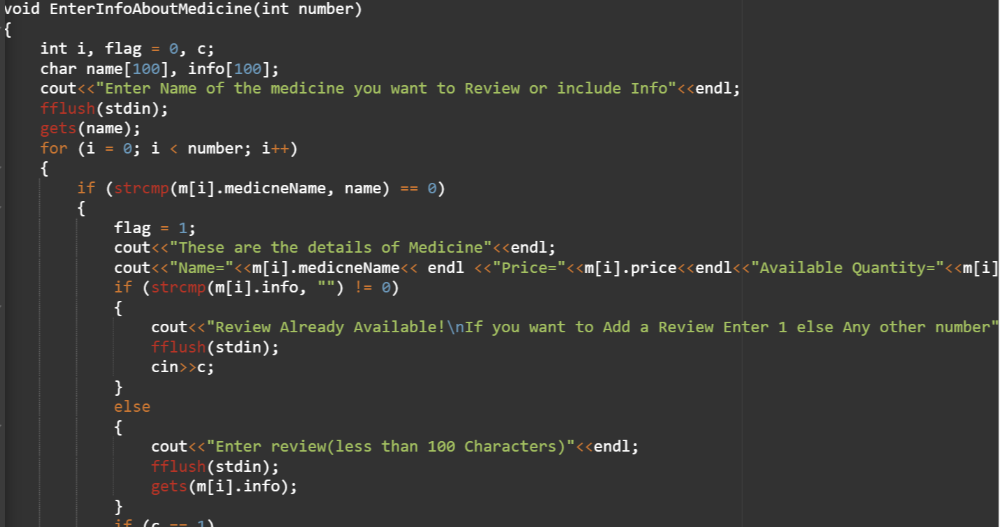 void EnterInfoAboutMedicine(int number)
{
    int i, flag = 0, c;
    char name[100], info[100];
    cout<<"Enter Name of the medicine you want to Review or include Info"<<endl;
    fflush(stdin);
    gets(name);
    for (i = 0; i < number; i++)
    {
        if (strcmp(m[i].medicneName, name) == 0)
        {
            flag = 1;
            cout<<"These are the details of Medicine"<<endl;
            cout<<"Name="<<m[i].medicneName<< endl <<"Price="<<m[i].price<<endl<<"Available Quantity="<<m[i]
            if (strcmp(m[i].info, "") != 0)
            {
                cout<<"Review Already Available!\nIf you want to Add a Review Enter 1 else Any other number"
                fflush(stdin);
                cin>>c;
            }
            else
            {
                cout<<"Enter review(less than 100 Characters)"<<endl;
                fflush(stdin);
                gets(m[i].info);
            }
            if (c == 1)